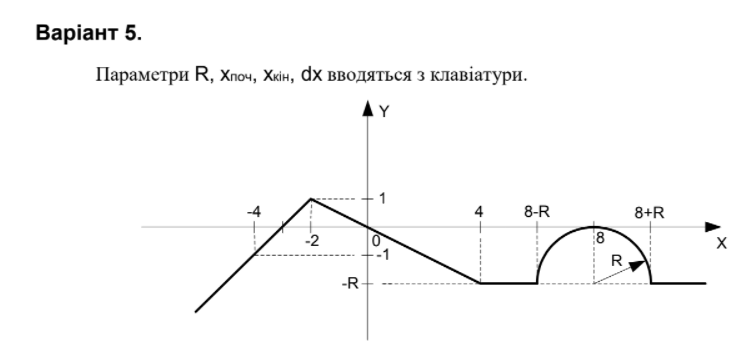 Варіант 5.
Параметри R, xпоч, xкін, dx вводяться з клавіатури.
Y
1
-4 4 8-R 8+R
-2 0 8 X
-1
R
-R